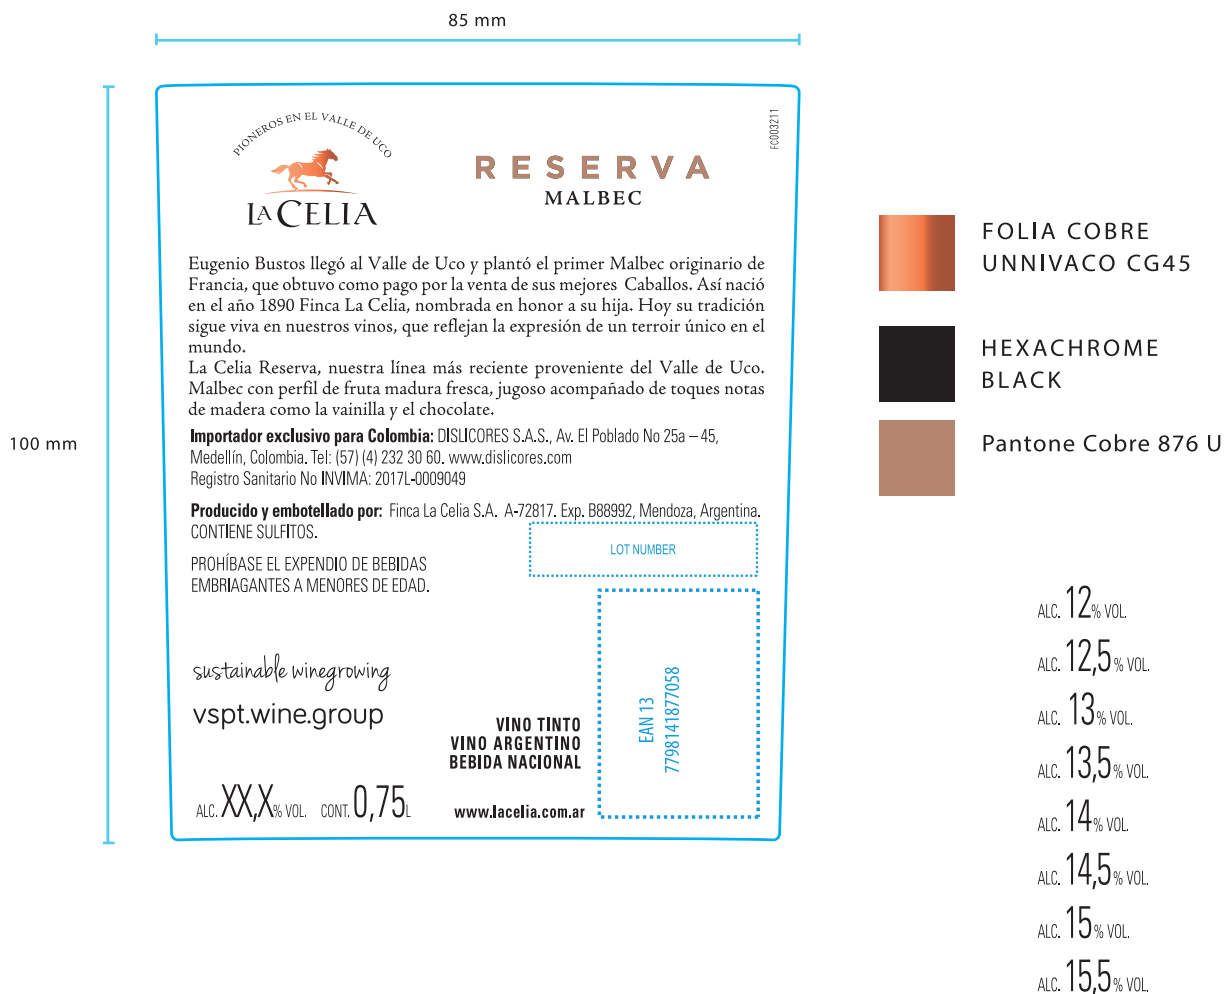 85 mm
100 mm
FC003211
PIONEROS EN EL VALLE DE UCO
LA CELIA
RESERVA
MALBEC
Eugenio Bustos llegó al Valle de Uco y plantó el primer Malbec originario de
Francia, que obtuvo como pago por la venta de sus mejores Caballos. Así nació
en el año 1890 Finca La Celia, nombrada en honor a su hija. Hoy su tradición
sigue viva en nuestros vinos, que reflejan la expresión de un terroir único en el
mundo.
La Celia Reserva, nuestra línea más reciente proveniente del Valle de Uco.
Malbec con perfil de fruta madura fresca, jugoso acompañado de toques notas
de madera como la vainilla y el chocolate.
Importador exclusivo para Colombia: DISLICORES S.A.S., Av. El Poblado No 25a – 45,
Medellín, Colombia. Tel: (57) (4) 232 30 60. www.dislicores.com
Registro Sanitario No INVIMA: 2017L-0009049
Producido y embotellado por: Finca La Celia S.A. A-72817. Exp. B88992, Mendoza, Argentina.
CONTIENE SULFITOS.
LOT NUMBER
PROHÍBASE EL EXPENDIO DE BEBIDAS
EMBRIAGANTES A MENORES DE EDAD.
sustainable winegrowing
vspt.wine.group
VINO TINTO
VINO ARGENTINO
BEBIDA NACIONAL
EAN 13
7798141877058
ALC. XX,X% VOL. CONT. 0,75L
www.lacelia.com.ar
FOLIA COBRE
UNNIVACO CG45
HEXACHROME
BLACK
Pantone Cobre 876 U
ALC. 12% VOL.
ALC. 12,5% VOL.
ALC. 13% VOL.
ALC. 13,5% VOL.
ALC. 14% VOL.
ALC. 14,5% VOL.
ALC. 15% VOL.
ALC. 15,5% VOL.